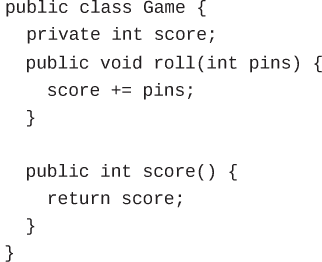 public class Game {
  private int score;
  public void roll(int pins) {
    score += pins;
  }

  public int score() {
    return score;
  }
}